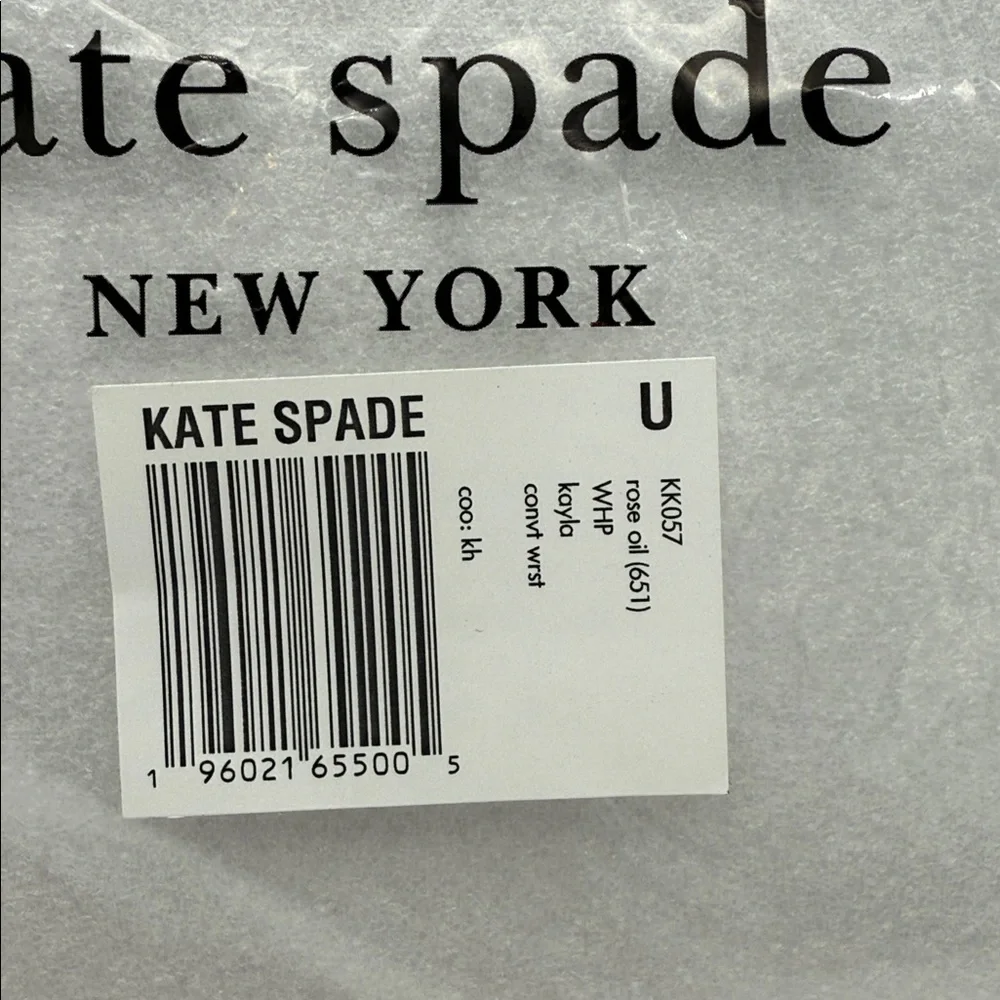 ate spade
NEW YORK
KATE SPADE
U
KK057
rose oil (651)
WHP
kayla
convt wrst
coo: kh
1 96021 65500 5